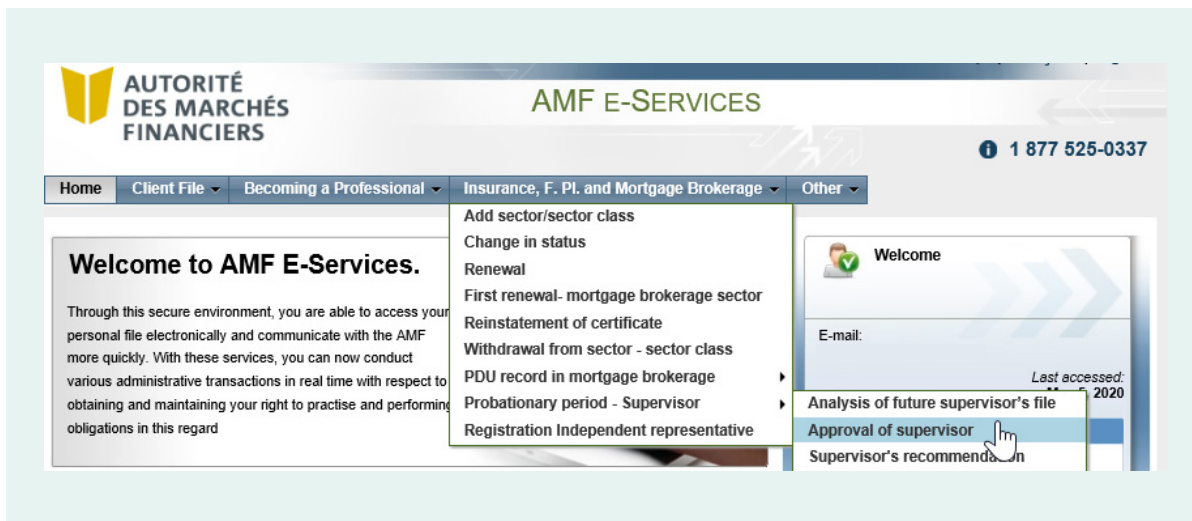 AUTORITÉ
DES MARCHÉS
FINANCIERS
AMF E-SERVICES
1 877 525-0337
Home Client File Becoming a Professional Insurance, F. Pl. and Mortgage Brokerage Other
Add sector/sector class
Change in status
Renewal
First renewal- mortgage brokerage sector
Reinstatement of certificate
Withdrawal from sector - sector class
PDU record in mortgage brokerage
Probationary period - Supervisor
Registration Independent representative
Analysis of future supervisor's file
Approval of supervisor
Supervisor's recommendation
Welcome to AMF E-Services.
Through this secure environment, you are able to access your
personal file electronically and communicate with the AMF
more quickly. With these services, you can now conduct
various administrative transactions in real time with respect to
obtaining and maintaining your right to practise and performing
obligations in this regard
Welcome
E-mail:
Last accessed:
2020